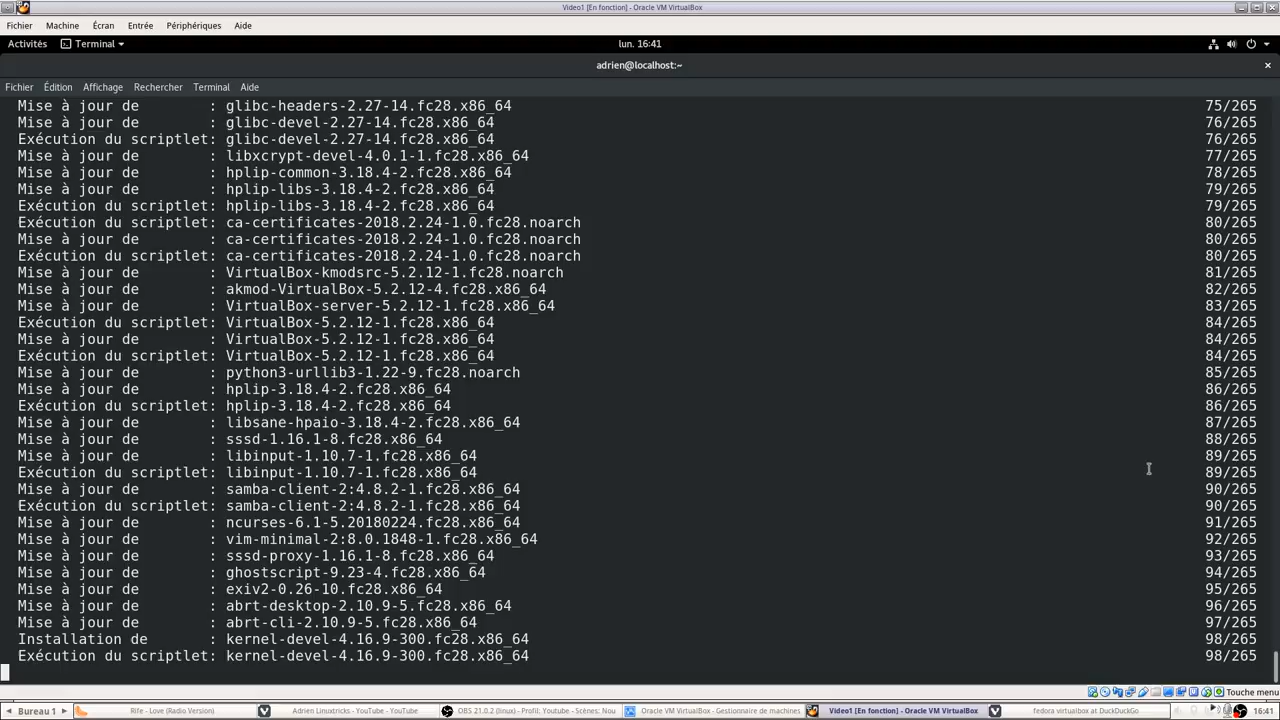 Video1 [En fonction] - Oracle VM VirtualBox
Fichier Machine Écran Entrée Périphériques Aide
Activités Terminal lun. 16:41
adrien@localhost:~
Fichier Édition Affichage Rechercher Terminal Aide
Mise à jour de : glibc-headers-2.27-14.fc28.x86_64 75/265
Mise à jour de : glibc-devel-2.27-14.fc28.x86_64 76/265
Exécution du scriptlet: glibc-devel-2.27-14.fc28.x86_64 76/265
Mise à jour de : libxcrypt-devel-4.0.1-1.fc28.x86_64 77/265
Mise à jour de : hplip-common-3.18.4-2.fc28.x86_64 78/265
Mise à jour de : hplip-libs-3.18.4-2.fc28.x86_64 79/265
Exécution du scriptlet: hplip-libs-3.18.4-2.fc28.x86_64 79/265
Exécution du scriptlet: ca-certificates-2018.2.24-1.0.fc28.noarch 80/265
Mise à jour de : ca-certificates-2018.2.24-1.0.fc28.noarch 80/265
Exécution du scriptlet: ca-certificates-2018.2.24-1.0.fc28.noarch 80/265
Mise à jour de : VirtualBox-kmodsrc-5.2.12-1.fc28.noarch 81/265
Mise à jour de : akmod-VirtualBox-5.2.12-4.fc28.x86_64 82/265
Mise à jour de : VirtualBox-server-5.2.12-1.fc28.x86_64 83/265
Exécution du scriptlet: VirtualBox-5.2.12-1.fc28.x86_64 84/265
Mise à jour de : VirtualBox-5.2.12-1.fc28.x86_64 84/265
Exécution du scriptlet: VirtualBox-5.2.12-1.fc28.x86_64 84/265
Mise à jour de : python3-urllib3-1.22-9.fc28.noarch 85/265
Mise à jour de : hplip-3.18.4-2.fc28.x86_64 86/265
Exécution du scriptlet: hplip-3.18.4-2.fc28.x86_64 86/265
Mise à jour de : libsane-hpaio-3.18.4-2.fc28.x86_64 87/265
Mise à jour de : sssd-1.16.1-8.fc28.x86_64 88/265
Mise à jour de : libinput-1.10.7-1.fc28.x86_64 89/265
Exécution du scriptlet: libinput-1.10.7-1.fc28.x86_64 89/265
Mise à jour de : samba-client-2:4.8.2-1.fc28.x86_64 90/265
Exécution du scriptlet: samba-client-2:4.8.2-1.fc28.x86_64 90/265
Mise à jour de : ncurses-6.1-5.20180224.fc28.x86_64 91/265
Mise à jour de : vim-minimal-2:8.0.1848-1.fc28.x86_64 92/265
Mise à jour de : sssd-proxy-1.16.1-8.fc28.x86_64 93/265
Mise à jour de : ghostscript-9.23-4.fc28.x86_64 94/265
Mise à jour de : exiv2-0.26-10.fc28.x86_64 95/265
Mise à jour de : abrt-desktop-2.10.9-5.fc28.x86_64 96/265
Mise à jour de : abrt-cli-2.10.9-5.fc28.x86_64 97/265
Installation de : kernel-devel-4.16.9-300.fc28.x86_64 98/265
Exécution du scriptlet: kernel-devel-4.16.9-300.fc28.x86_64 98/265
Touche menu
Bureau 1 Rife - Love (Radio Version) Adrien Linuxtricks - YouTube - YouTube OBS 21.0.2 (linux) - Profil: Youtube - Scènes: Nou Oracle VM VirtualBox - Gestionnaire de machines Video1 [En fonction] - Oracle VM VirtualBox fedora virtualbox at DuckDuckGo 16:41